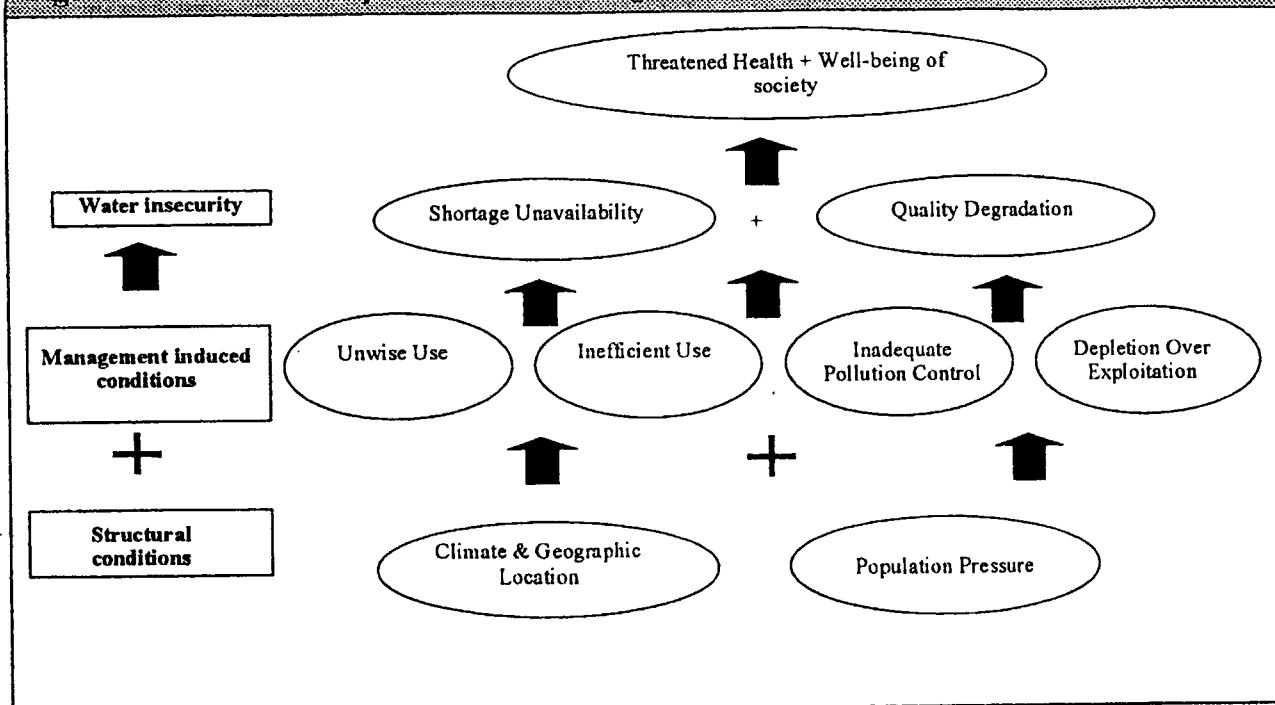 Threatened Health + Well-being of
society
Water insecurity
Shortage Unavailability
+
Quality Degradation
Management induced
conditions
Unwise Use
Inefficient Use
Inadequate
Pollution Control
Depletion Over
Exploitation
+
+
Structural
conditions
Climate & Geographic
Location
Population Pressure